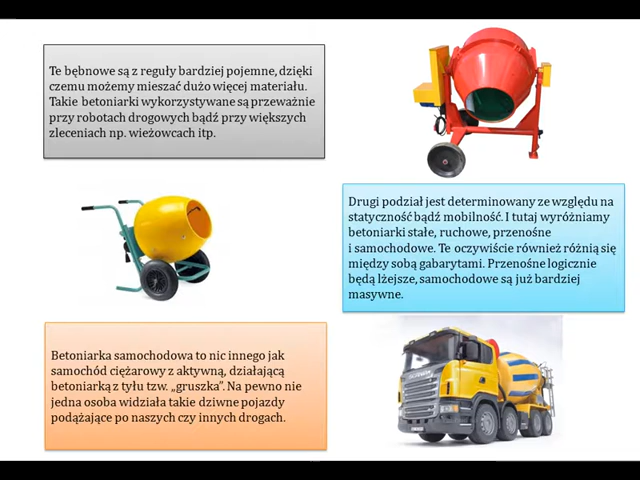 Te bębnowe są z reguły bardziej pojemne, dzięki
czemu możemy mieszać dużo więcej materiału.
Takie betoniarki wykorzystywane są przeważnie
przy robotach drogowych bądź przy większych
zleceniach np. wieżowcach itp.
Drugi podział jest determinowany ze względu na
statyczność bądź mobilność. I tutaj wyróżniamy
betoniarki stałe, ruchowe, przenośne
i samochodowe. Te oczywiście również różnią się
między sobą gabarytami. Przenośne logicznie
będą lżejsze, samochodowe są już bardziej
masywne.
Betoniarka samochodowa to nic innego jak
samochód ciężarowy z aktywną, działającą
betoniarką z tyłu tzw. „gruszka”. Na pewno nie
jedna osoba widziała takie dziwne pojazdy
podążające po naszych czy innych drogach.